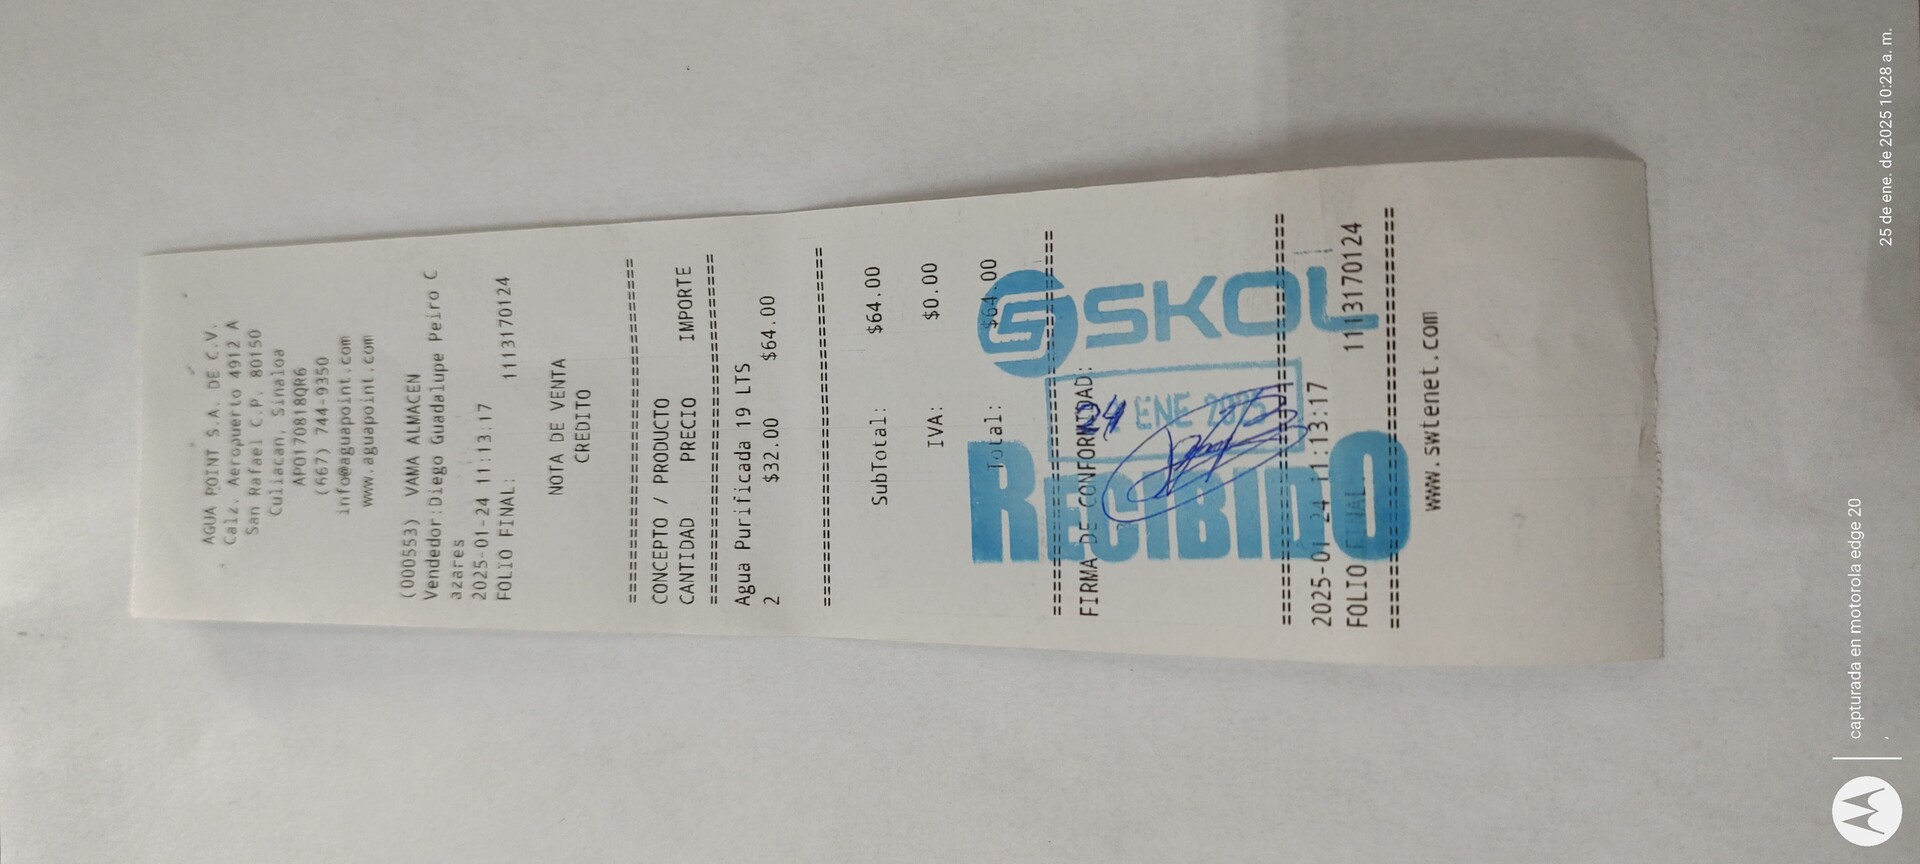 AGUA POINT S.A. DE C.V.
Calz. Aeropuerto 4912 A
San Rafael C.P. 80150
Culiacan, Sinaloa
APO170818QR6
(667) 744-9350
info@aguapoint.com
www.aguapoint.com
(000553) VAMA ALMACEN
Vendedor:Diego Guadalupe Peiro C
azares
2025-01-24 11:13:17
FOLIO FINAL: 1113170124
NOTA DE VENTA
CREDITO
================================
CONCEPTO / PRODUCTO
CANTIDAD PRECIO IMPORTE
================================
Agua Purificada 19 LTS
2 $32.00 $64.00
================================
SubTotal: $64.00
IVA: $0.00
Total: $64.00
================================
FIRMA DE CONFORMIDAD:
SKOL
24 ENE 2025
RECIBIDO
================================
2025-01-24 11:13:17
FOLIO FINAL: 1113170124
================================
www.swtenet.com
capturada en motorola edge 20
25 de ene. de 2025 10:28 a. m.